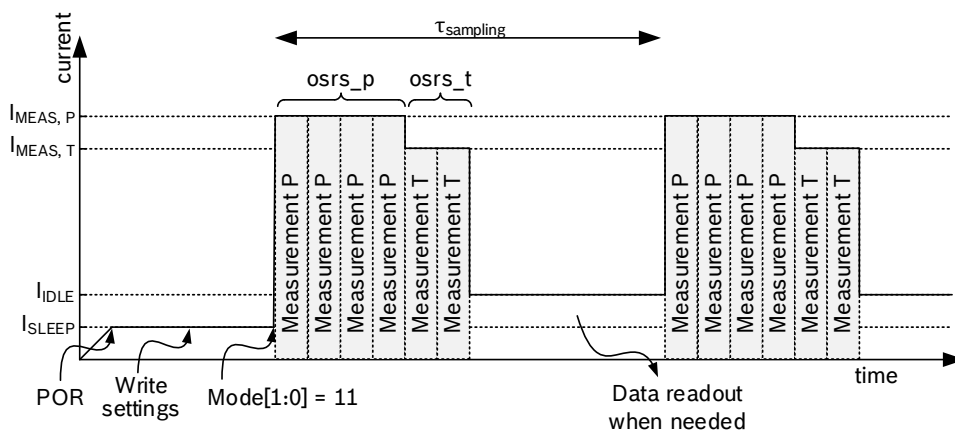 τsampling
current
osrs_p
osrs_t
IMEAS, P
IMEAS, T
Measurement P
Measurement P
Measurement P
Measurement P
Measurement T
Measurement T
Measurement P
Measurement P
Measurement P
Measurement P
Measurement T
Measurement T
IIDLE
ISLEEP
time
POR
Write
settings
Mode[1:0] = 11
Data readout
when needed